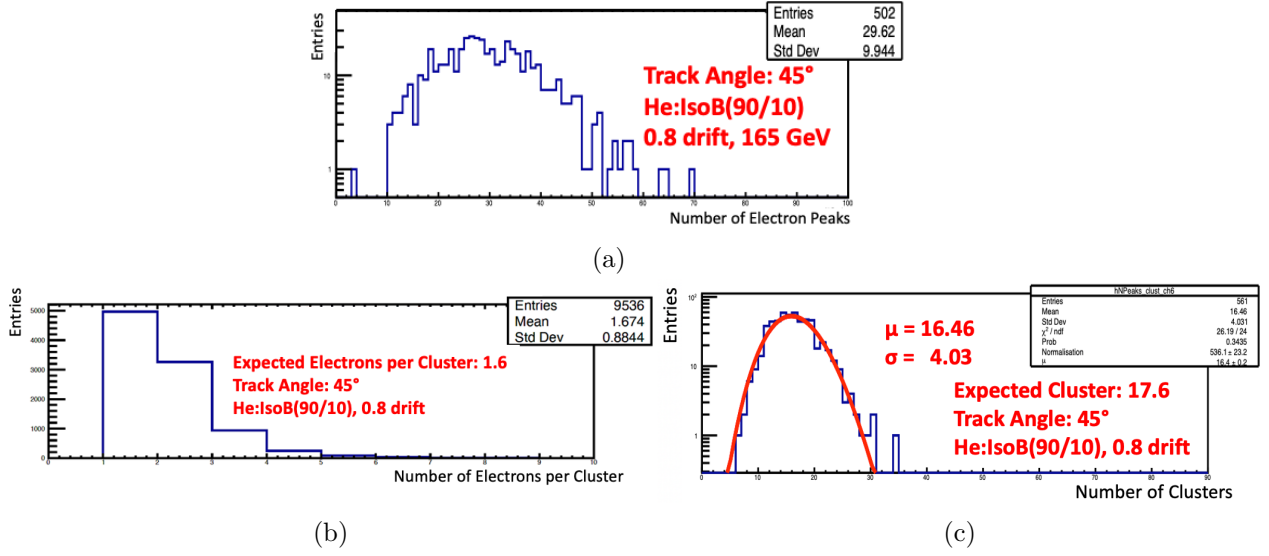 Entries
Entries 502
Mean 29.62
Std Dev 9.944
Track Angle: 45°
He:IsoB(90/10)
0.8 drift, 165 GeV
10
1
0 10 20 30 40 50 60 70 80 90 100
Number of Electron Peaks
(a)
Entries
Entries 9536
Mean 1.674
Std Dev 0.8844
Expected Electrons per Cluster: 1.6
Track Angle: 45°
He:IsoB(90/10), 0.8 drift
5000
4000
3000
2000
1000
0
0 1 2 3 4 5 6 7 8 9 10
Number of Electrons per Cluster
(b)
Entries
hNPeaks_clust_ch6
Entries 561
Mean 16.46
Std Dev 4.031
χ² / ndf 26.19 / 24
Prob 0.3435
Normalisation 536.1 ± 23.2
μ 16.4 ± 0.2
μ = 16.46
σ = 4.03
Expected Cluster: 17.6
Track Angle: 45°
He:IsoB(90/10), 0.8 drift
10²
10
1
0 10 20 30 40 50 60 70 80 90
Number of Clusters
(c)